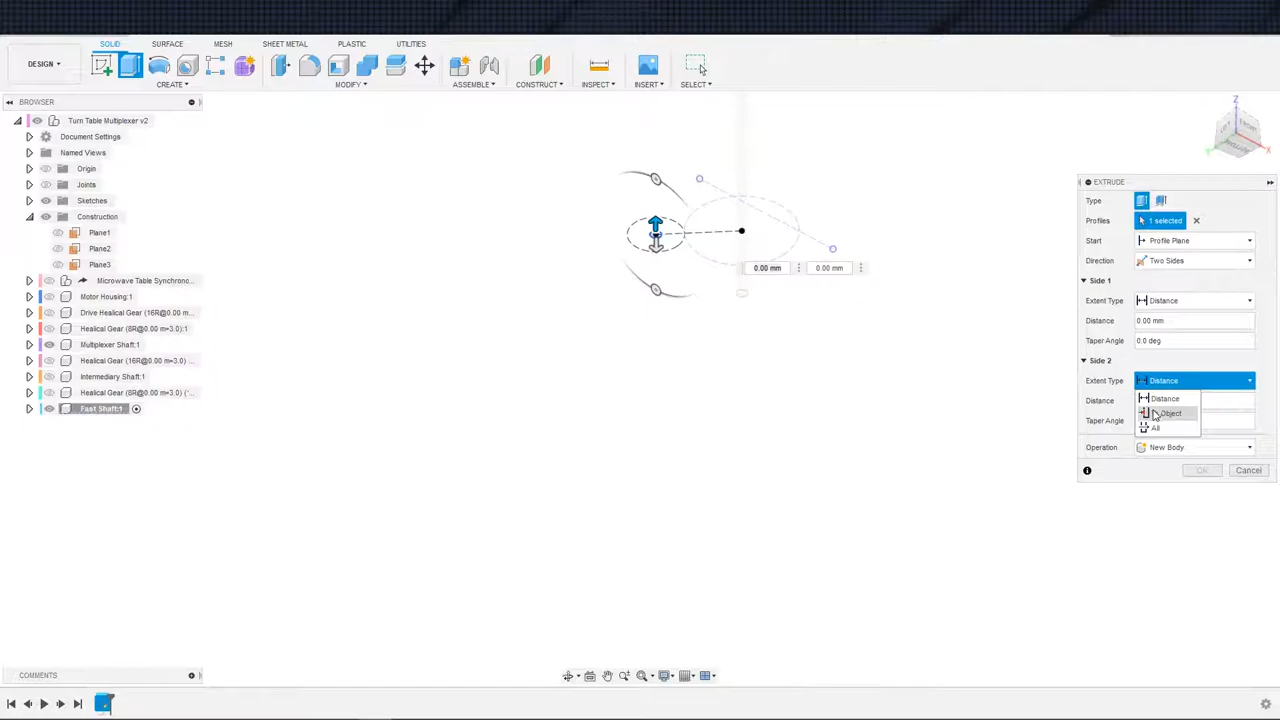 SOLID SURFACE MESH SHEET METAL PLASTIC UTILITIES
DESIGN
CREATE MODIFY ASSEMBLE CONSTRUCT INSPECT INSERT SELECT
BROWSER
Turn Table Multiplexer v2
Document Settings
Named Views
Origin
Joints
Sketches
Construction
Plane1
Plane2
Plane3
Microwave Table Synchrono...
Motor Housing:1
Drive Healical Gear (16R@0.00 m...
Healical Gear (8R@0.00 m=3.0):1
Multiplexer Shaft:1
Healical Gear (16R@0.00 m=3.0) ...
Intermediary Shaft:1
Healical Gear (8R@0.00 m=3.0) (...
Fast Shaft:1
0.00 mm 0.00 mm
Z
X
EXTRUDE
Type
Profiles 1 selected
Start Profile Plane
Direction Two Sides
Side 1
Extent Type Distance
Distance 0.00 mm
Taper Angle 0.0 deg
Side 2
Extent Type Distance
Distance
Distance
Object
Taper Angle
All
Operation New Body
OK Cancel
COMMENTS